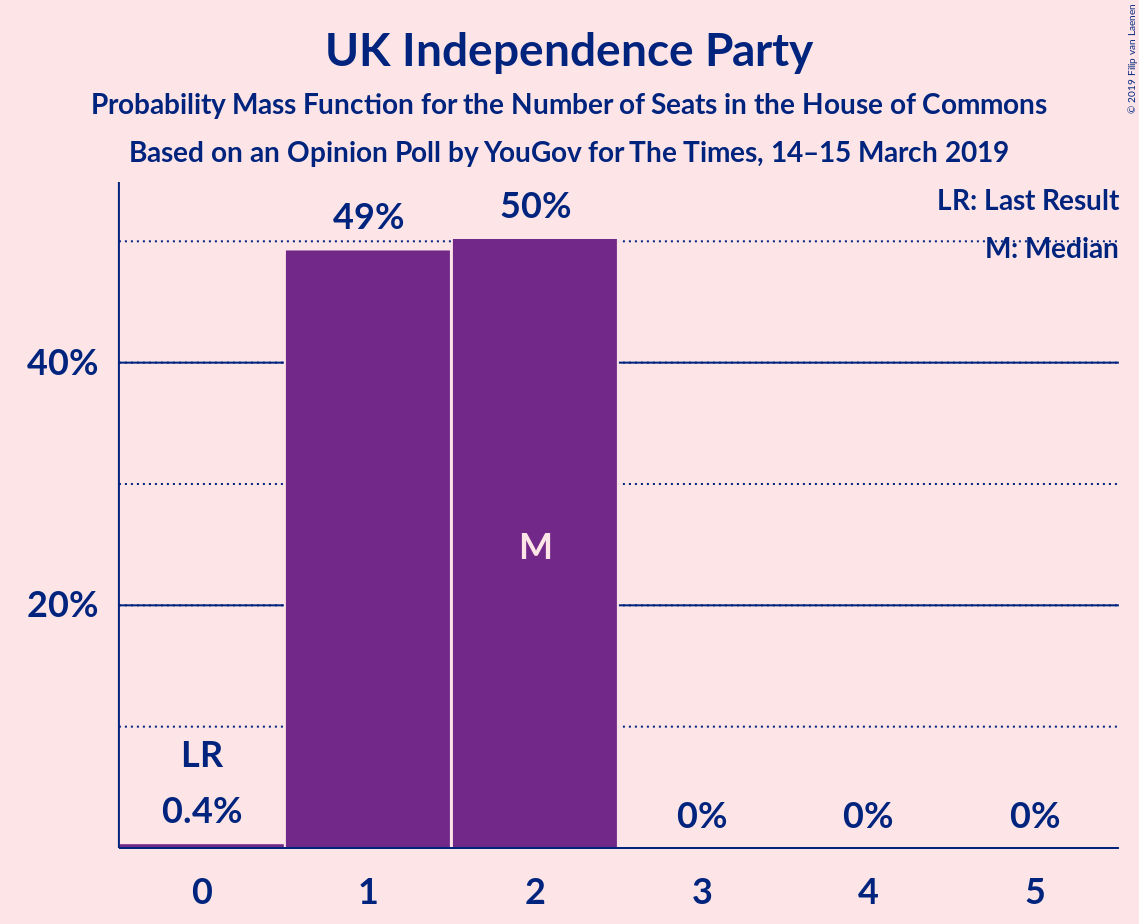 UK Independence Party
Probability Mass Function for the Number of Seats in the House of Commons
Based on an Opinion Poll by YouGov for The Times, 14–15 March 2019
© 2019 Filip van Laenen
LR: Last Result
M: Median
49%
50%
40%
20%
M
LR
0.4%
0%
0%
0%
0
1
2
3
4
5